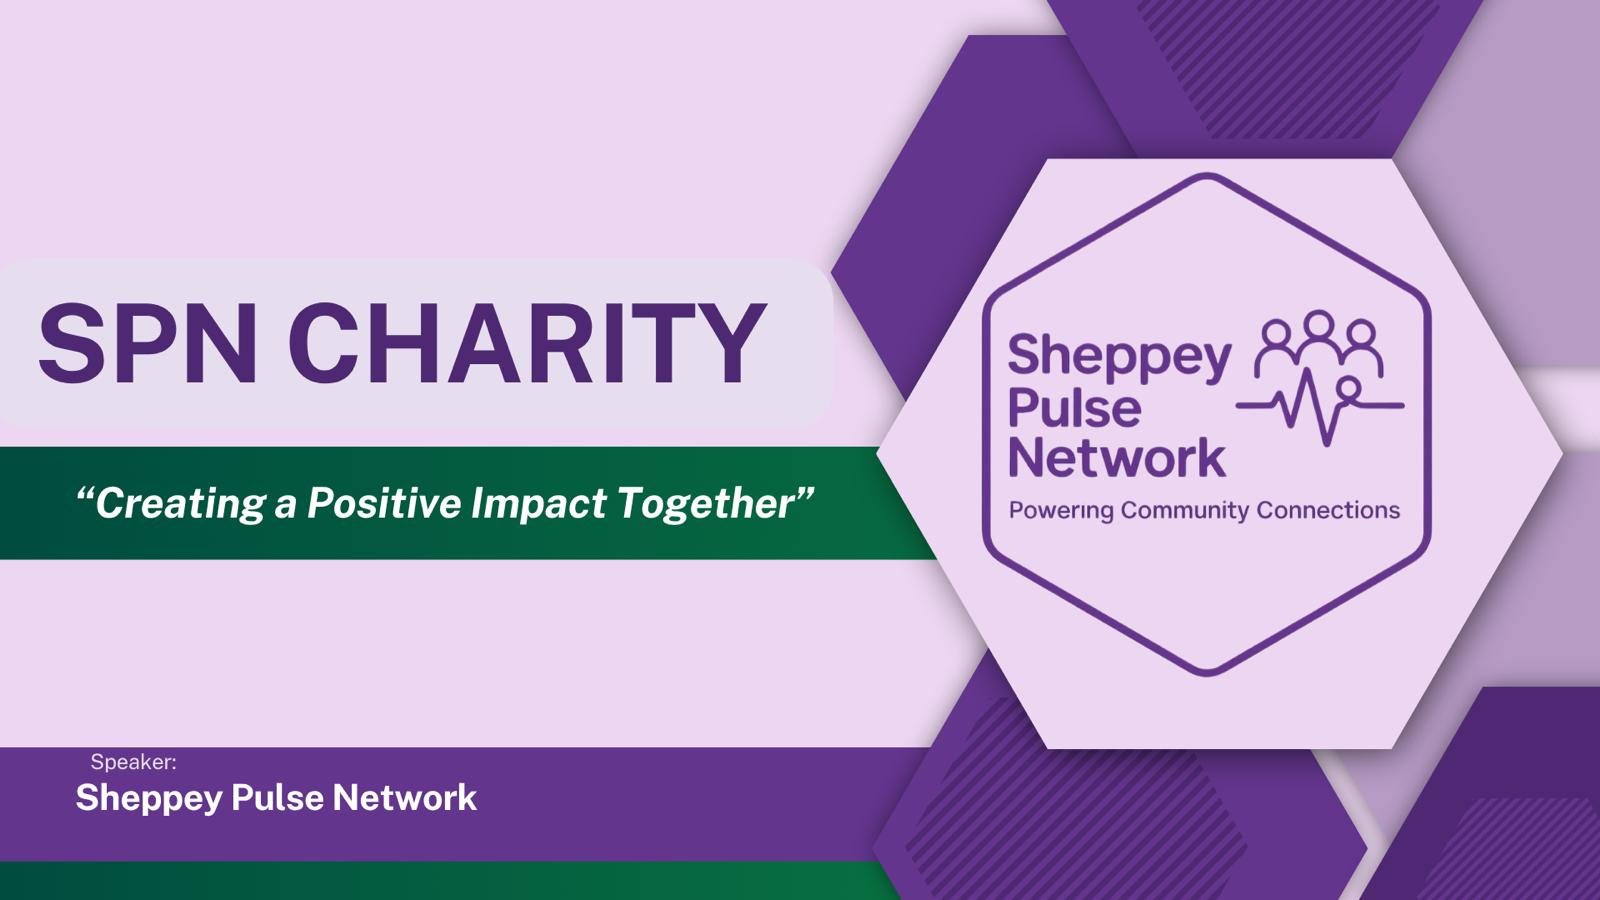 SPN CHARITY
“Creating a Positive Impact Together”
Speaker:
Sheppey Pulse Network
Sheppey
Pulse
Network
Powering Community Connections